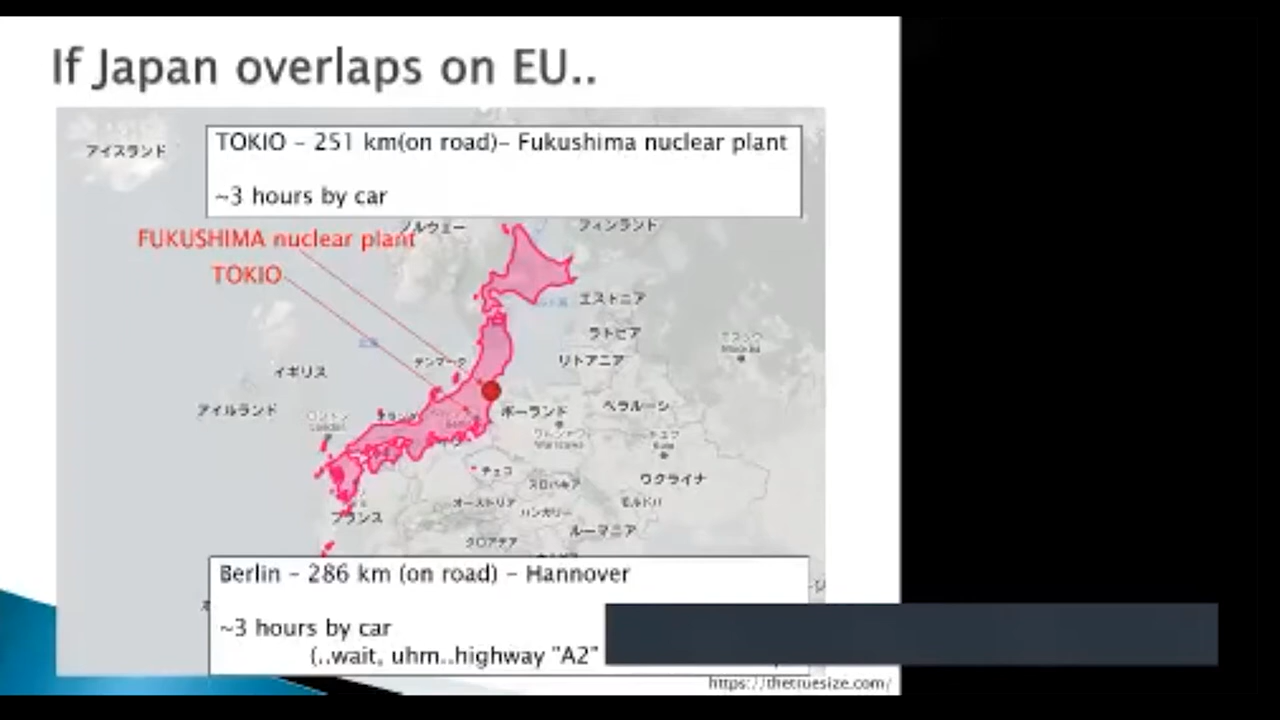 If Japan overlaps on EU..
TOKIO – 251 km(on road)– Fukushima nuclear plant
~3 hours by car
アイスランド
ノルウェー
フィンランド
FUKUSHIMA nuclear plant
TOKIO
エストニア
ラトビア
デンマーク
リトアニア
イギリス
アイルランド
ポーランド
ベラルーシ
チェコ
ウクライナ
スロバキア
オーストリア
ハンガリー
モルドバ
フランス
ルーマニア
クロアチア
Berlin – 286 km (on road) – Hannover
~3 hours by car
(..wait, uhm..highway "A2"
https://thetruesize.com/